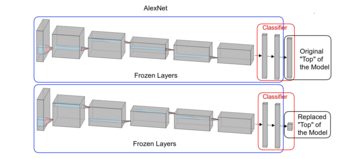 AlexNet
Classifier
Original
"Top" of
the Model
Frozen Layers
Classifier
Replaced
"Top" of
the Model
Frozen Layers